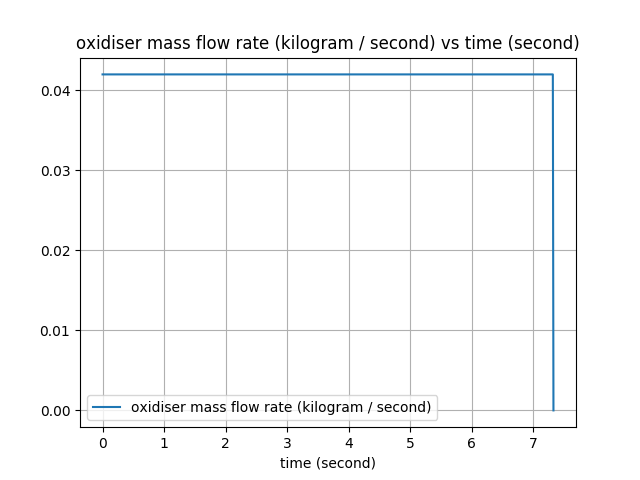 oxidiser mass flow rate (kilogram / second) vs time (second)
0.04
0.03
0.02
0.01
0.00
oxidiser mass flow rate (kilogram / second)
0 1 2 3 4 5 6 7
time (second)